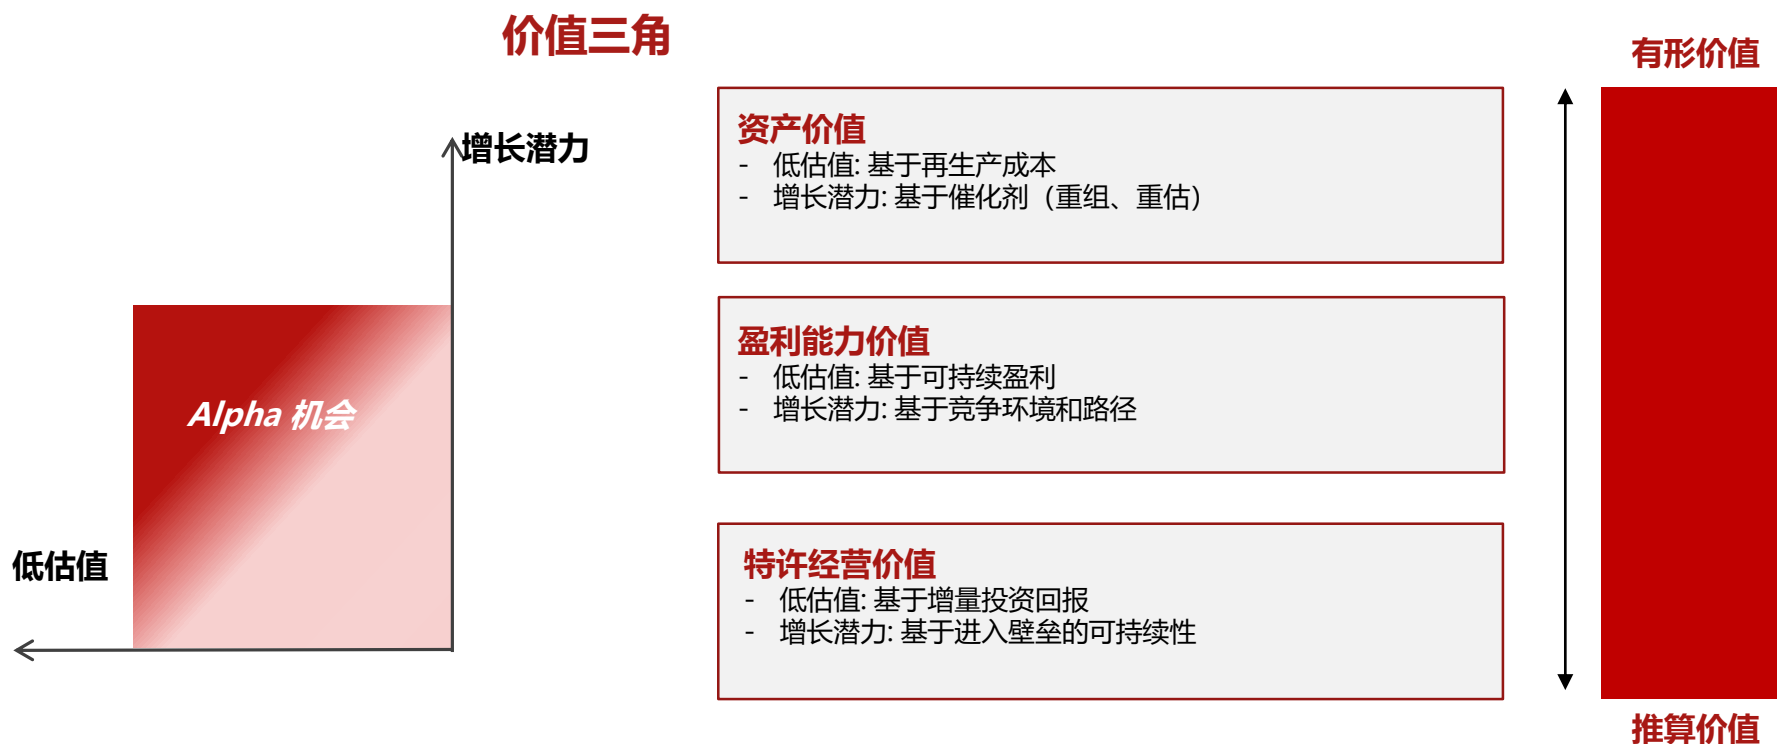 价值三角
增长潜力
Alpha 机会
低估值
资产价值
- 低估值: 基于再生产成本
- 增长潜力: 基于催化剂（重组、重估）
盈利能力价值
- 低估值: 基于可持续盈利
- 增长潜力: 基于竞争环境和路径
特许经营价值
- 低估值: 基于增量投资回报
- 增长潜力: 基于进入壁垒的可持续性
有形价值
推算价值